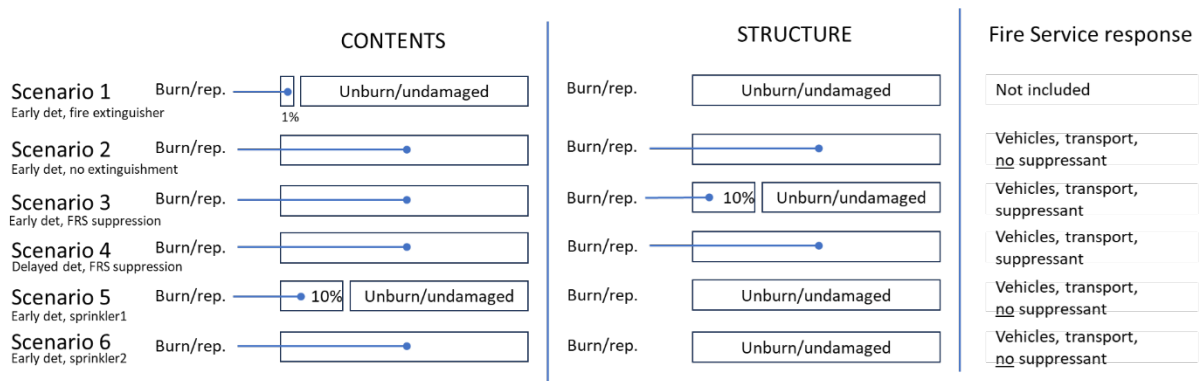 CONTENTS
STRUCTURE
Fire Service response
Scenario 1
Early det, fire extinguisher
Burn/rep.
1%
Unburn/undamaged
Burn/rep.
Unburn/undamaged
Not included
Scenario 2
Early det, no extinguishment
Burn/rep.
Burn/rep.
Vehicles, transport,
no suppressant
Scenario 3
Early det, FRS suppression
Burn/rep.
Burn/rep.
10%
Unburn/undamaged
Vehicles, transport,
suppressant
Scenario 4
Delayed det, FRS suppression
Burn/rep.
Burn/rep.
Vehicles, transport,
suppressant
Scenario 5
Early det, sprinkler1
Burn/rep.
10%
Unburn/undamaged
Burn/rep.
Unburn/undamaged
Vehicles, transport,
no suppressant
Scenario 6
Early det, sprinkler2
Burn/rep.
Burn/rep.
Unburn/undamaged
Vehicles, transport,
no suppressant